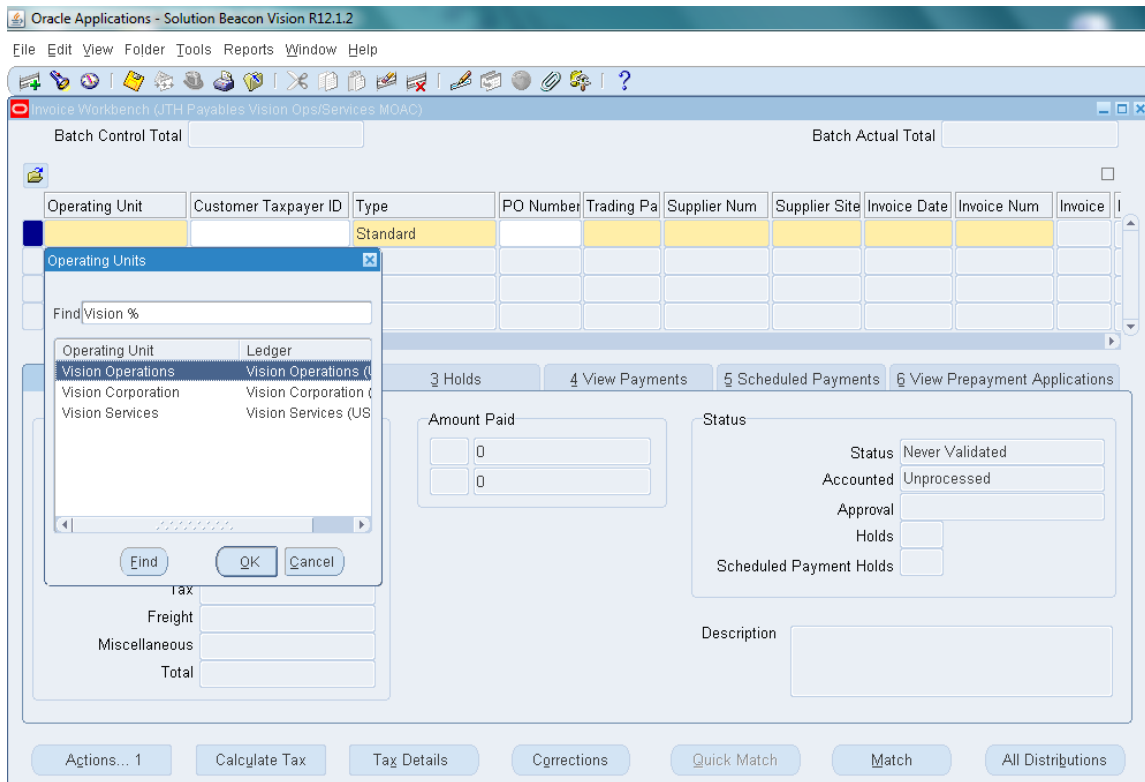 Oracle Applications - Solution Beacon Vision R12.1.2
File Edit View Folder Tools Reports Window Help
Invoice Workbench (JTH Payables Vision Ops/Services MOAC)
Batch Control Total
Batch Actual Total
Operating Unit Customer Taxpayer ID Type PO Number Trading Pa Supplier Num Supplier Site Invoice Date Invoice Num Invoice
Standard
Operating Units
Find Vision %
Operating Unit Ledger
Vision Operations Vision Operations (U
Vision Corporation Vision Corporation (
Vision Services Vision Services (US
Find OK Cancel
3 Holds 4 View Payments 5 Scheduled Payments 6 View Prepayment Applications
Amount Paid
0
0
Status
Status Never Validated
Accounted Unprocessed
Approval
Holds
Scheduled Payment Holds
Tax
Freight
Miscellaneous
Total
Description
Actions... 1 Calculate Tax Tax Details Corrections Quick Match Match All Distributions